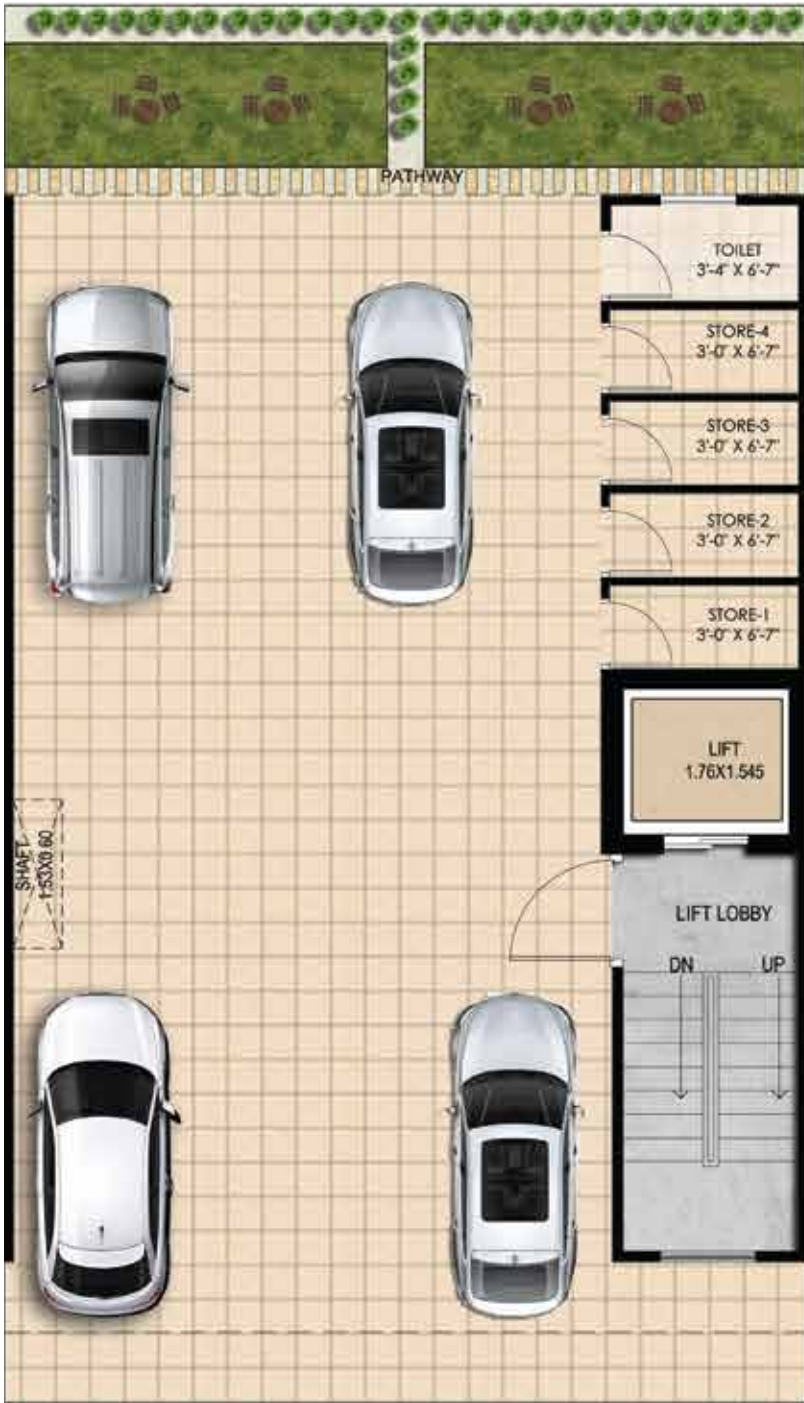 PATHWAY
TOILET
3'-4" X 6'-7"
STORE-4
3'-0" X 6'-7"
STORE-3
3'-0" X 6'-7"
STORE-2
3'-0" X 6'-7"
STORE-1
3'-0" X 6'-7"
LIFT
1.76X1.545
SHAFT
1.53X0.60
LIFT LOBBY
DN UP